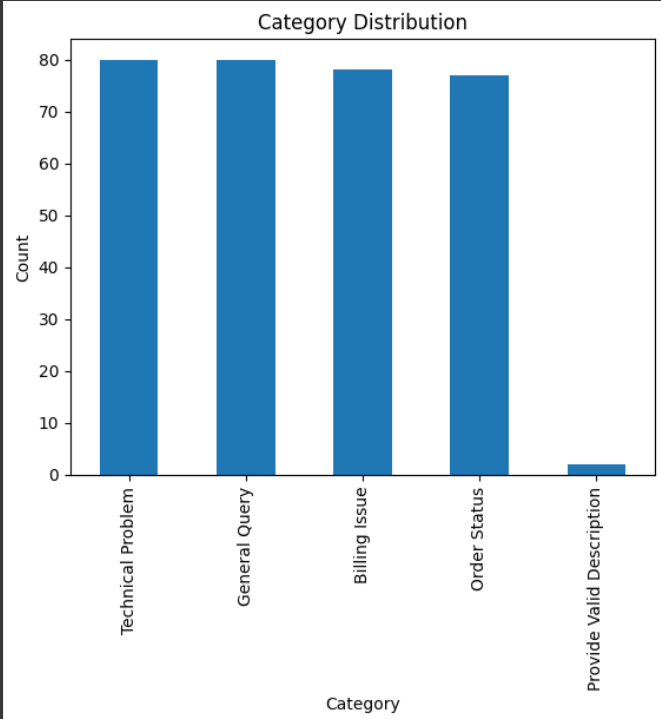 Category Distribution
80
70
60
50
40
30
20
10
0
Count
Technical Problem
General Query
Billing Issue
Order Status
Provide Valid Description
Category